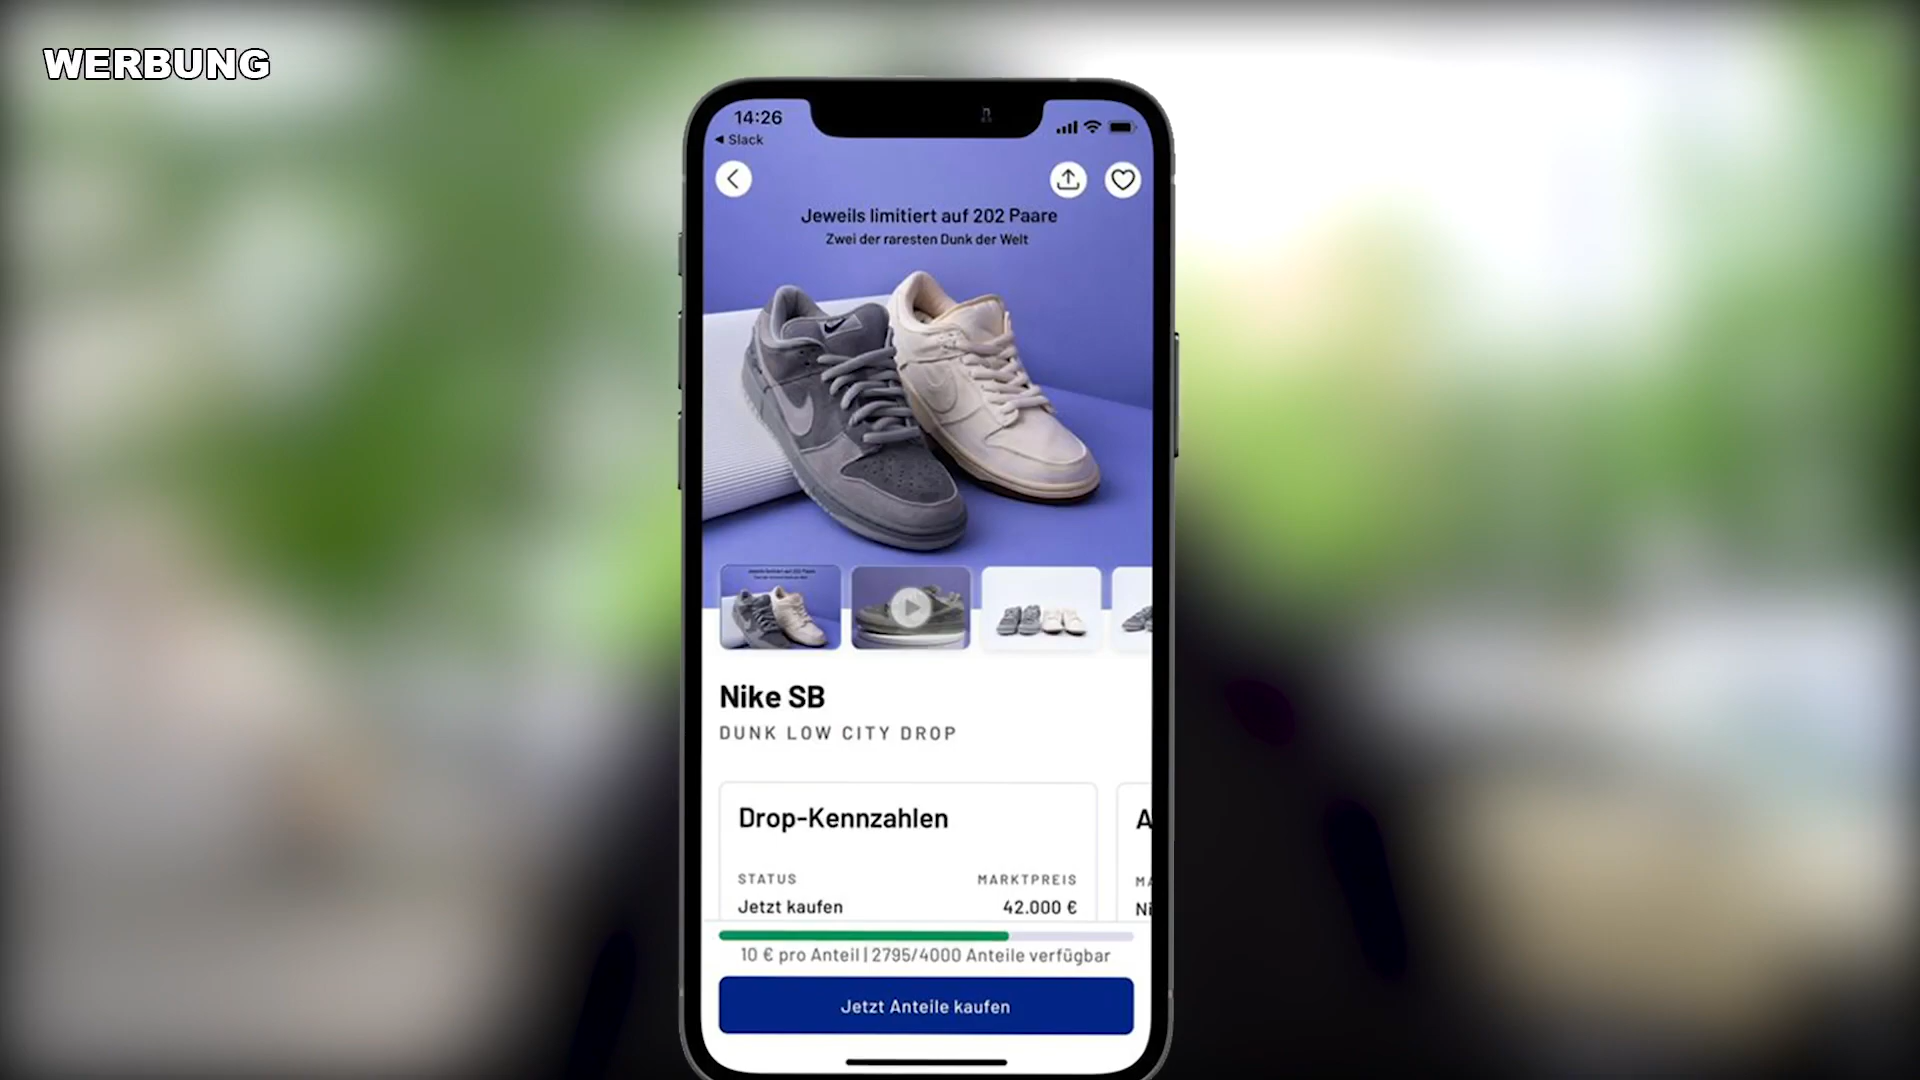 WERBUNG
14:26
Slack
Jeweils limitiert auf 202 Paare
Zwei der raresten Dunk der Welt
Nike SB
DUNK LOW CITY DROP
Drop-Kennzahlen
A
STATUS
MARKTPREIS
MA
Jetzt kaufen
42.000 €
Ni
10 € pro Anteil | 2795/4000 Anteile verfügbar
Jetzt Anteile kaufen